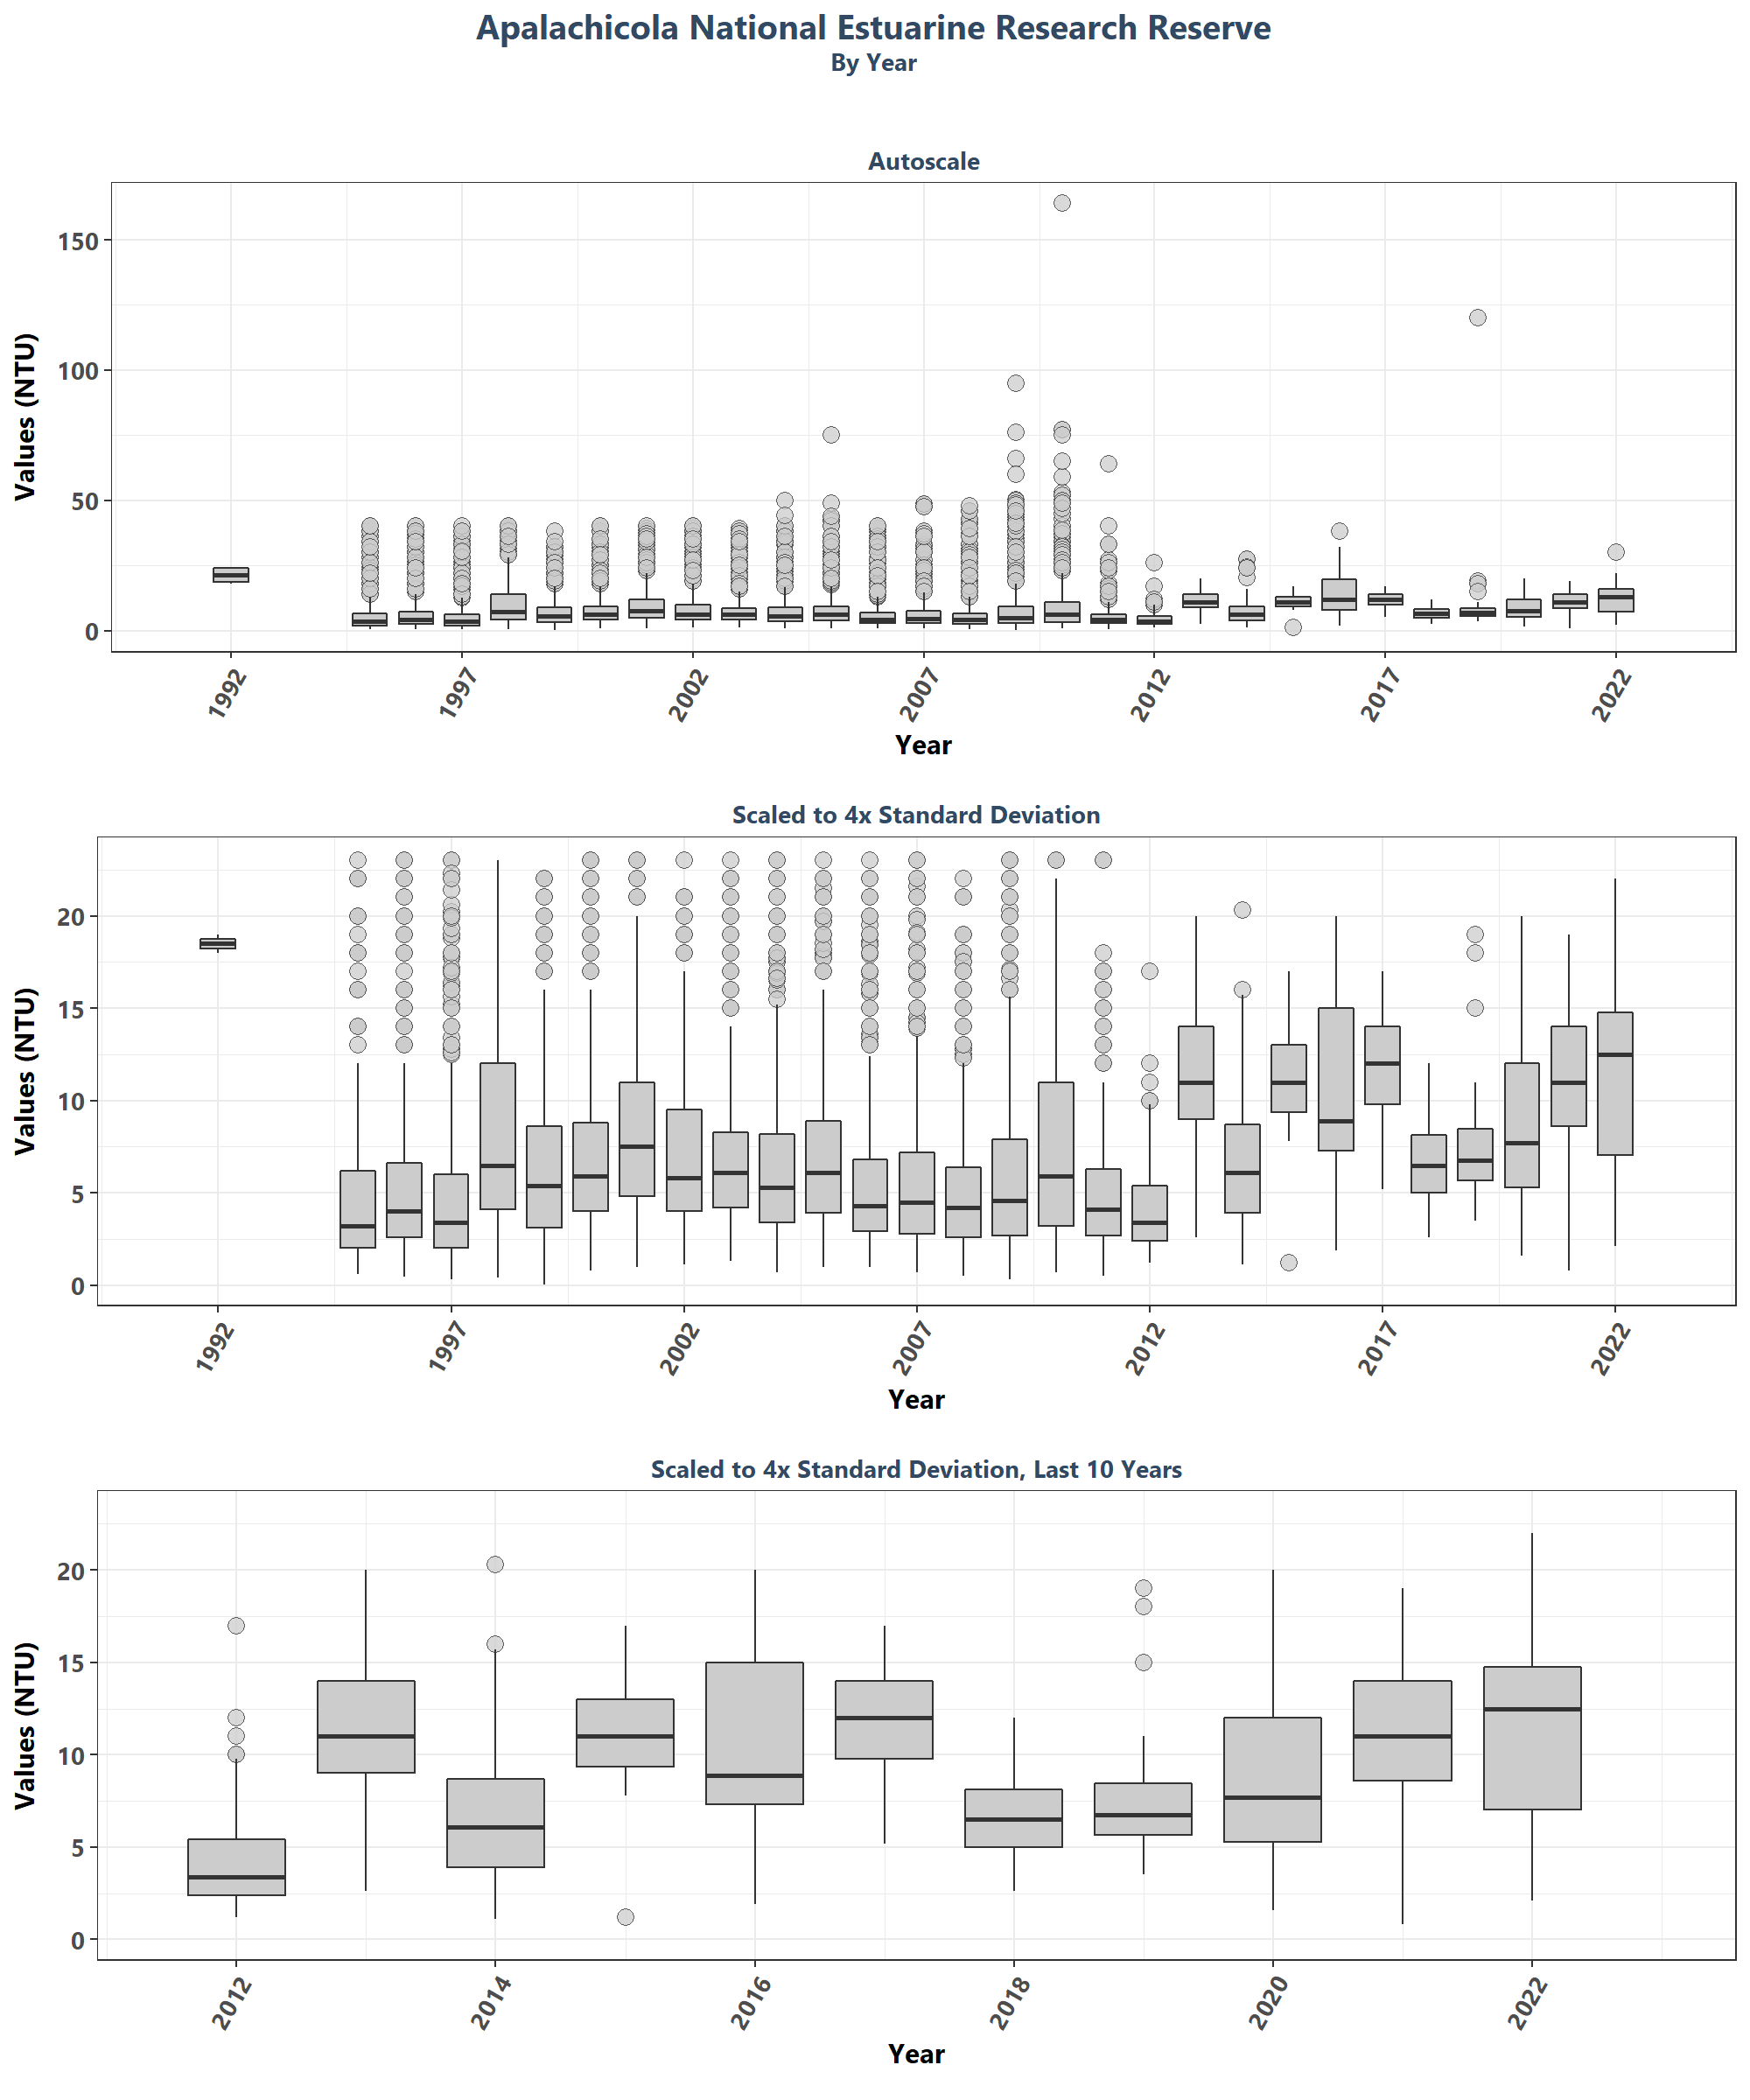 Apalachicola National Estuarine Research Reserve
By Year
Autoscale
Values (NTU)
150
100
50
0
1992 1997 2002 2007 2012 2017 2022
Year
Scaled to 4x Standard Deviation
Values (NTU)
20
15
10
5
0
1992 1997 2002 2007 2012 2017 2022
Year
Scaled to 4x Standard Deviation, Last 10 Years
Values (NTU)
20
15
10
5
0
2012 2014 2016 2018 2020 2022
Year